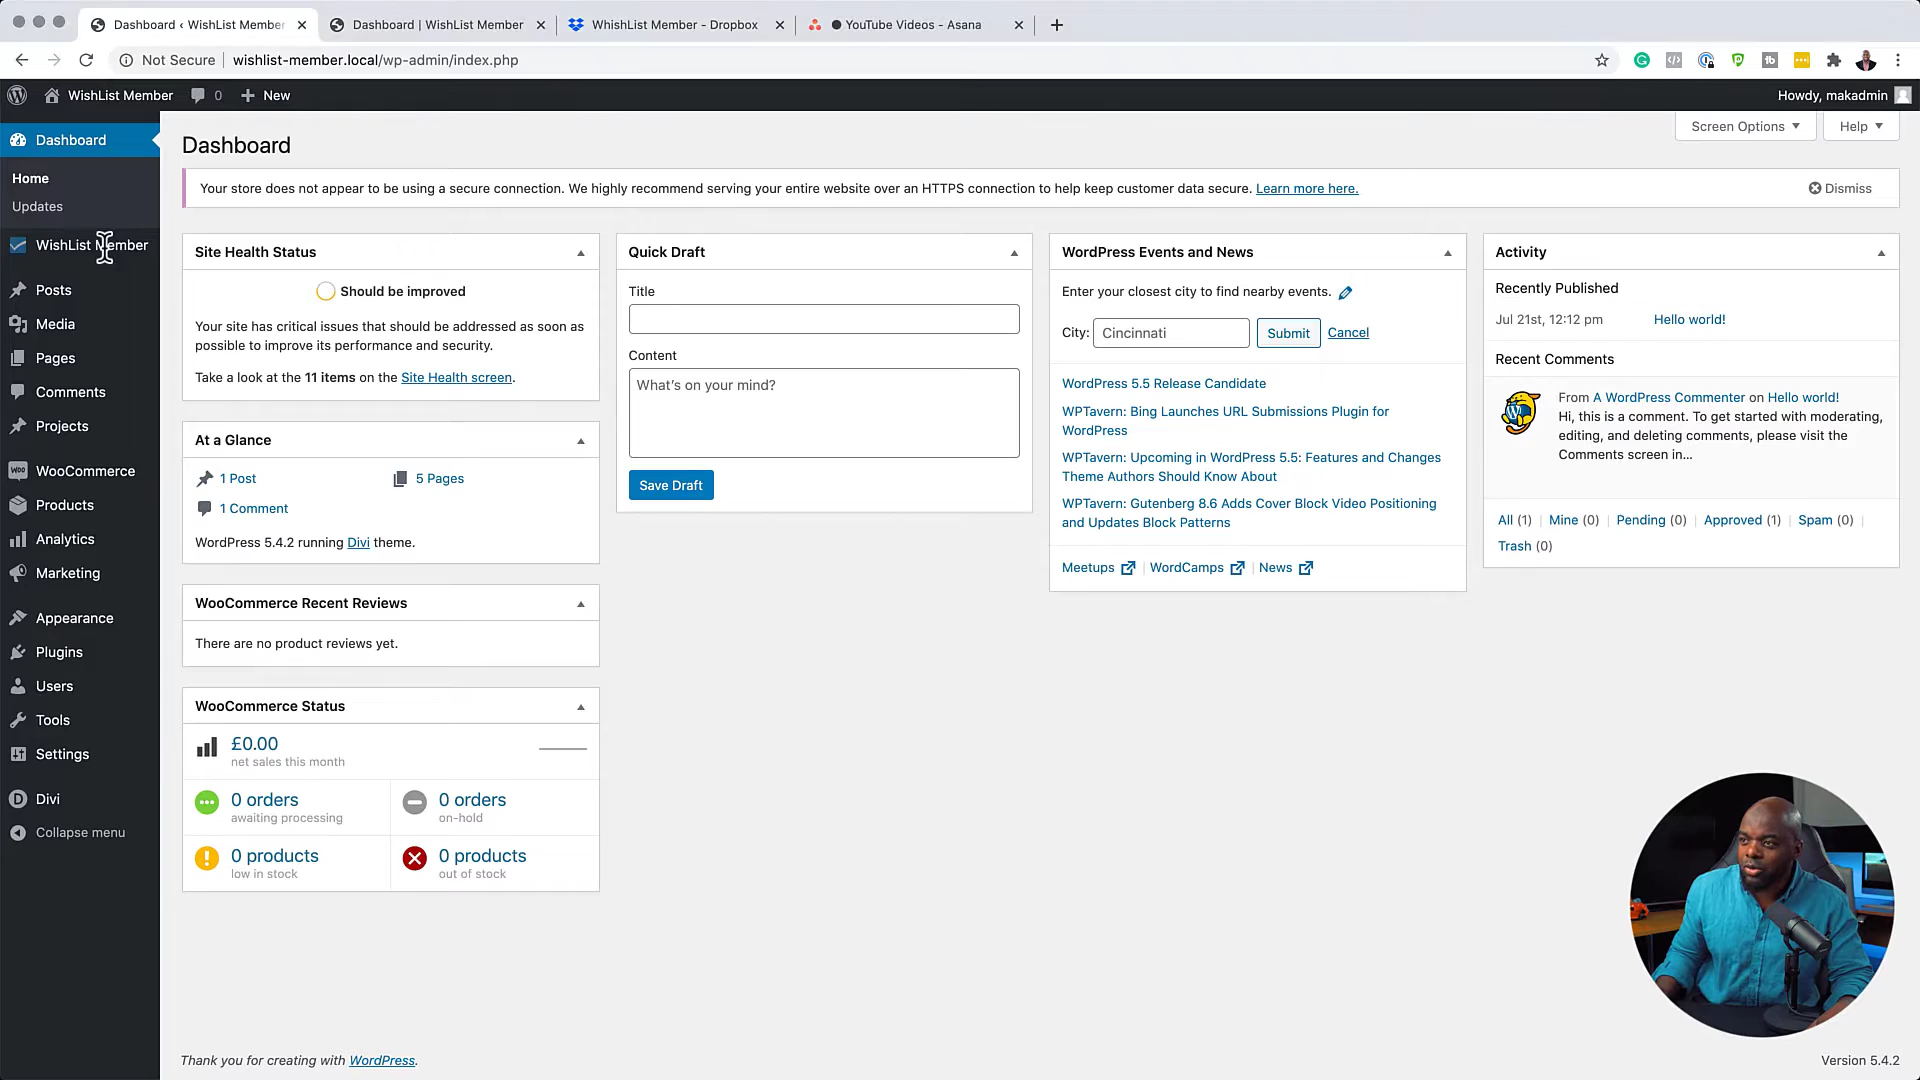 Dashboard ‹ WishList Member
Dashboard | WishList Member
WhishList Member - Dropbox
YouTube Videos - Asana
Not Secure
wishlist-member.local/wp-admin/index.php
WishList Member
0
New
Howdy, makadmin
Dashboard
Home
Updates
WishList Member
Posts
Media
Pages
Comments
Projects
WooCommerce
Products
Analytics
Marketing
Appearance
Plugins
Users
Tools
Settings
Divi
Collapse menu
Dashboard
Screen Options
Help
Your store does not appear to be using a secure connection. We highly recommend serving your entire website over an HTTPS connection to help keep customer data secure. Learn more here.
Dismiss
Site Health Status
Should be improved
Your site has critical issues that should be addressed as soon as
possible to improve its performance and security.
Take a look at the 11 items on the Site Health screen.
At a Glance
1 Post
5 Pages
1 Comment
WordPress 5.4.2 running Divi theme.
WooCommerce Recent Reviews
There are no product reviews yet.
WooCommerce Status
£0.00
net sales this month
0 orders
awaiting processing
0 orders
on-hold
0 products
low in stock
0 products
out of stock
Quick Draft
Title
Content
What's on your mind?
Save Draft
WordPress Events and News
Enter your closest city to find nearby events.
City: Cincinnati Submit Cancel
WordPress 5.5 Release Candidate
WPTavern: Bing Launches URL Submissions Plugin for
WordPress
WPTavern: Upcoming in WordPress 5.5: Features and Changes
Theme Authors Should Know About
WPTavern: Gutenberg 8.6 Adds Cover Block Video Positioning
and Updates Block Patterns
Meetups | WordCamps | News
Activity
Recently Published
Jul 21st, 12:12 pm Hello world!
Recent Comments
From A WordPress Commenter on Hello world!
Hi, this is a comment. To get started with moderating,
editing, and deleting comments, please visit the
Comments screen in…
All (1) | Mine (0) | Pending (0) | Approved (1) | Spam (0) |
Trash (0)
Thank you for creating with WordPress.
Version 5.4.2